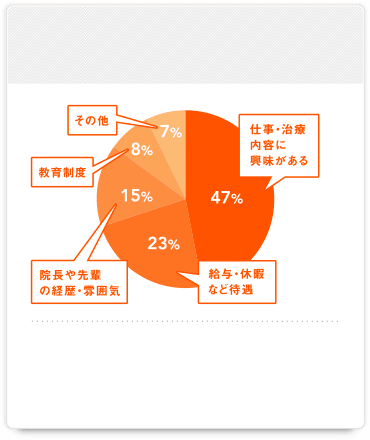 その他
7%
8%
教育制度
15%
仕事・治療
内容に
興味がある
47%
23%
院長や先輩
の経歴・雰囲気
給与・休暇
など待遇